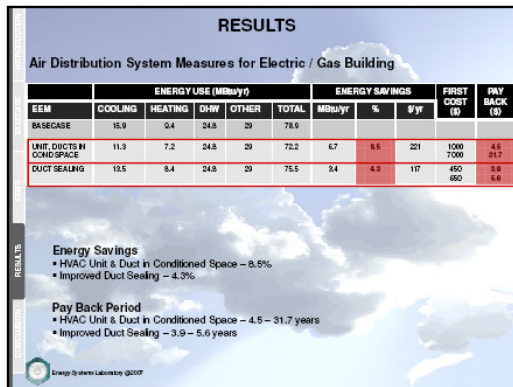 RESULTS
Air Distribution System Measures for Electric / Gas Building
ENERGY USE (MBtu/yr) ENERGY SAVINGS FIRST COST ($) PAY BACK ($)
EEM COOLING HEATING DHW OTHER TOTAL MBtu/yr % $/yr
BASECASE 15.9 9.4 24.8 29 78.9
UNIT, DUCTS IN COND SPACE 11.3 7.2 24.8 29 72.2 6.7 8.5 221 1000 7000 4.5 31.7
DUCT SEALING 13.5 8.4 24.8 29 75.5 3.4 4.3 117 450 650 3.9 5.6
Energy Savings
▪ HVAC Unit & Duct in Conditioned Space – 8.5%
▪ Improved Duct Sealing – 4.3%
Pay Back Period
▪ HVAC Unit & Duct in Conditioned Space – 4.5 – 31.7 years
▪ Improved Duct Sealing – 3.9 – 5.6 years
INTRODUCTION
BASECASE
EEMS
RESULTS
CONCLUSION
Energy Systems Laboratory @2007